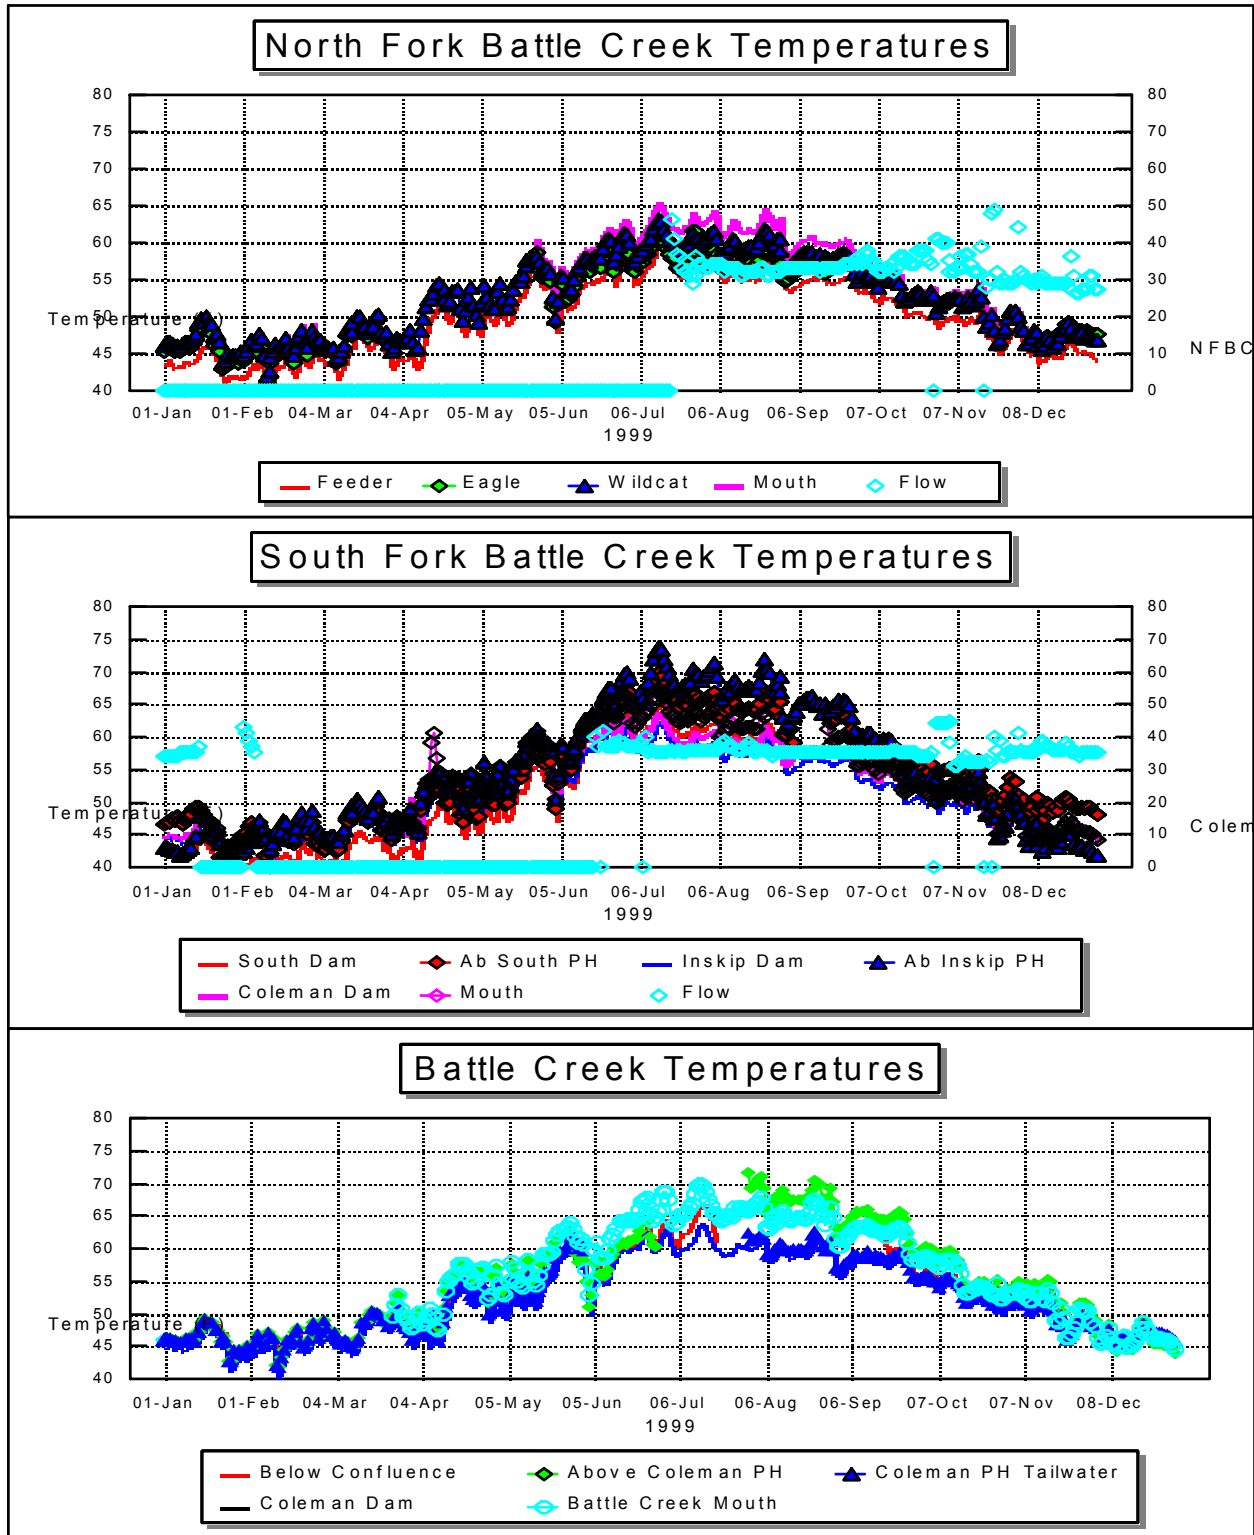 North Fork Battle Creek Temperatures
80 80
75 70
70 60
65 50
60 40
55 30
50 20
Temperature (F)
45 10
NFBC
40 0
01-Jan 01-Feb 04-Mar 04-Apr 05-May 05-Jun 06-Jul 06-Aug 06-Sep 07-Oct 07-Nov 08-Dec
1999
Feeder Eagle Wildcat Mouth Flow
South Fork Battle Creek Temperatures
80 80
75 70
70 60
65 50
60 40
55 30
50 20
Temperature (F)
45 10
Colem
40 0
01-Jan 01-Feb 04-Mar 04-Apr 05-May 05-Jun 06-Jul 06-Aug 06-Sep 07-Oct 07-Nov 08-Dec
1999
South Dam Ab South PH Inskip Dam Ab Inskip PH
Coleman Dam Mouth Flow
Battle Creek Temperatures
80
75
70
65
60
55
50
Temperature (F)
45
40
01-Jan 01-Feb 04-Mar 04-Apr 05-May 05-Jun 06-Jul 06-Aug 06-Sep 07-Oct 07-Nov 08-Dec
1999
Below Confluence Above Coleman PH Coleman PH Tailwater
Coleman Dam Battle Creek Mouth